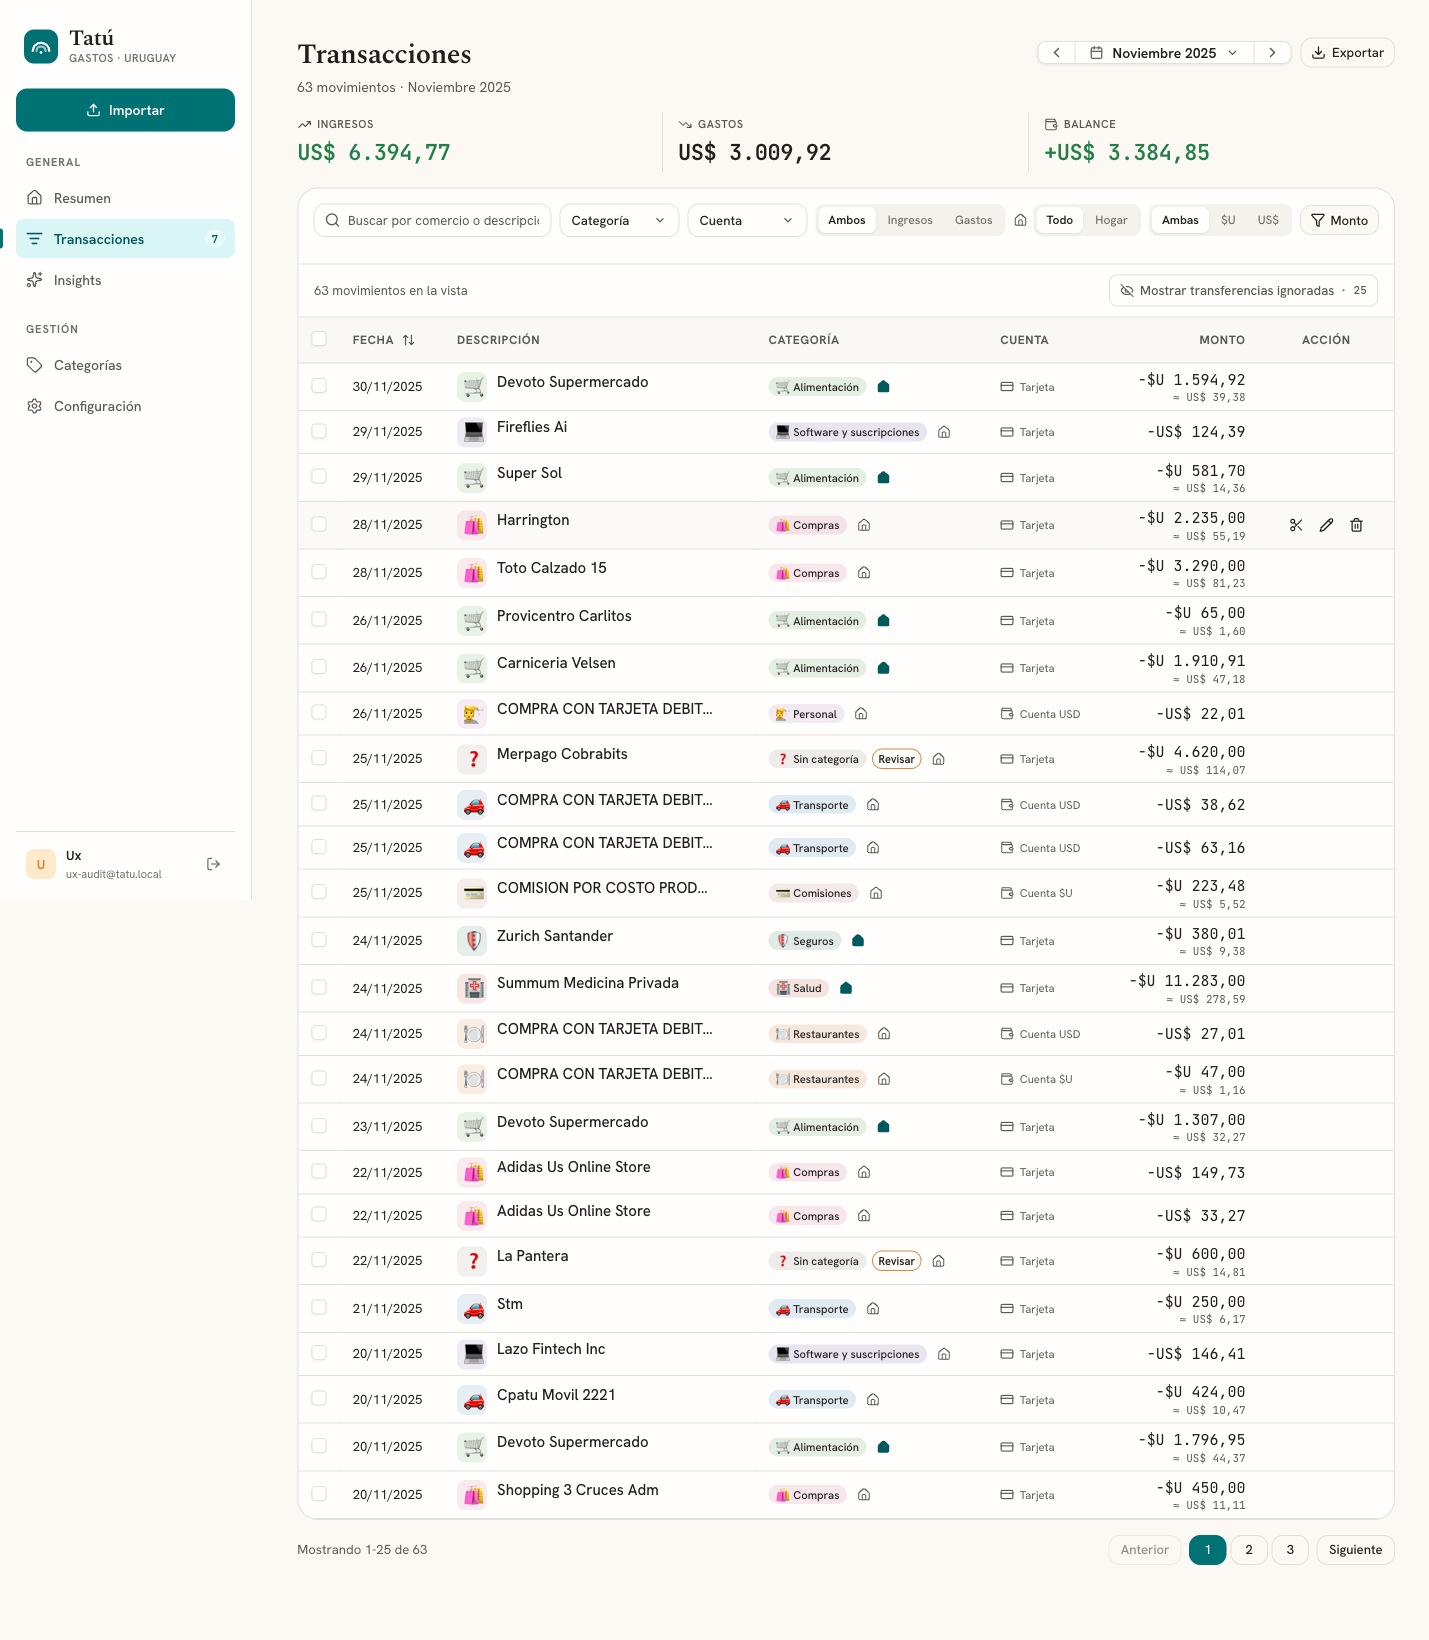 Tatú
GASTOS · URUGUAY
Importar
GENERAL
Resumen
Transacciones 7
Insights
GESTIÓN
Categorías
Configuración
U
Ux
ux-audit@tatu.local
Transacciones
63 movimientos · Noviembre 2025
Noviembre 2025
Exportar
INGRESOS
US$ 6.394,77
GASTOS
US$ 3.009,92
BALANCE
+US$ 3.384,85
Buscar por comercio o descripció Categoría Cuenta Ambos Ingresos Gastos Todo Hogar Ambas $U US$ Monto
63 movimientos en la vista Mostrar transferencias ignoradas · 25
FECHA DESCRIPCIÓN CATEGORÍA CUENTA MONTO ACCIÓN
30/11/2025 Devoto Supermercado Alimentación Tarjeta -$U 1.594,92
≈ US$ 39,38
29/11/2025 Fireflies Ai Software y suscripciones Tarjeta -US$ 124,39
29/11/2025 Super Sol Alimentación Tarjeta -$U 581,70
≈ US$ 14,36
28/11/2025 Harrington Compras Tarjeta -$U 2.235,00
≈ US$ 55,19
28/11/2025 Toto Calzado 15 Compras Tarjeta -$U 3.290,00
≈ US$ 81,23
26/11/2025 Provicentro Carlitos Alimentación Tarjeta -$U 65,00
≈ US$ 1,60
26/11/2025 Carniceria Velsen Alimentación Tarjeta -$U 1.910,91
≈ US$ 47,18
26/11/2025 COMPRA CON TARJETA DEBIT... Personal Cuenta USD -US$ 22,01
25/11/2025 Merpago Cobrabits Sin categoría Revisar Tarjeta -$U 4.620,00
≈ US$ 114,07
25/11/2025 COMPRA CON TARJETA DEBIT... Transporte Cuenta USD -US$ 38,62
25/11/2025 COMPRA CON TARJETA DEBIT... Transporte Cuenta USD -US$ 63,16
25/11/2025 COMISION POR COSTO PROD... Comisiones Cuenta $U -$U 223,48
≈ US$ 5,52
24/11/2025 Zurich Santander Seguros Tarjeta -$U 380,01
≈ US$ 9,38
24/11/2025 Summum Medicina Privada Salud Tarjeta -$U 11.283,00
≈ US$ 278,59
24/11/2025 COMPRA CON TARJETA DEBIT... Restaurantes Cuenta USD -US$ 27,01
24/11/2025 COMPRA CON TARJETA DEBIT... Restaurantes Cuenta $U -$U 47,00
≈ US$ 1,16
23/11/2025 Devoto Supermercado Alimentación Tarjeta -$U 1.307,00
≈ US$ 32,27
22/11/2025 Adidas Us Online Store Compras Tarjeta -US$ 149,73
22/11/2025 Adidas Us Online Store Compras Tarjeta -US$ 33,27
22/11/2025 La Pantera Sin categoría Revisar Tarjeta -$U 600,00
≈ US$ 14,81
21/11/2025 Stm Transporte Tarjeta -$U 250,00
≈ US$ 6,17
20/11/2025 Lazo Fintech Inc Software y suscripciones Tarjeta -US$ 146,41
20/11/2025 Cpatu Movil 2221 Transporte Tarjeta -$U 424,00
≈ US$ 10,47
20/11/2025 Devoto Supermercado Alimentación Tarjeta -$U 1.796,95
≈ US$ 44,37
20/11/2025 Shopping 3 Cruces Adm Compras Tarjeta -$U 450,00
≈ US$ 11,11
Mostrando 1-25 de 63 Anterior 1 2 3 Siguiente